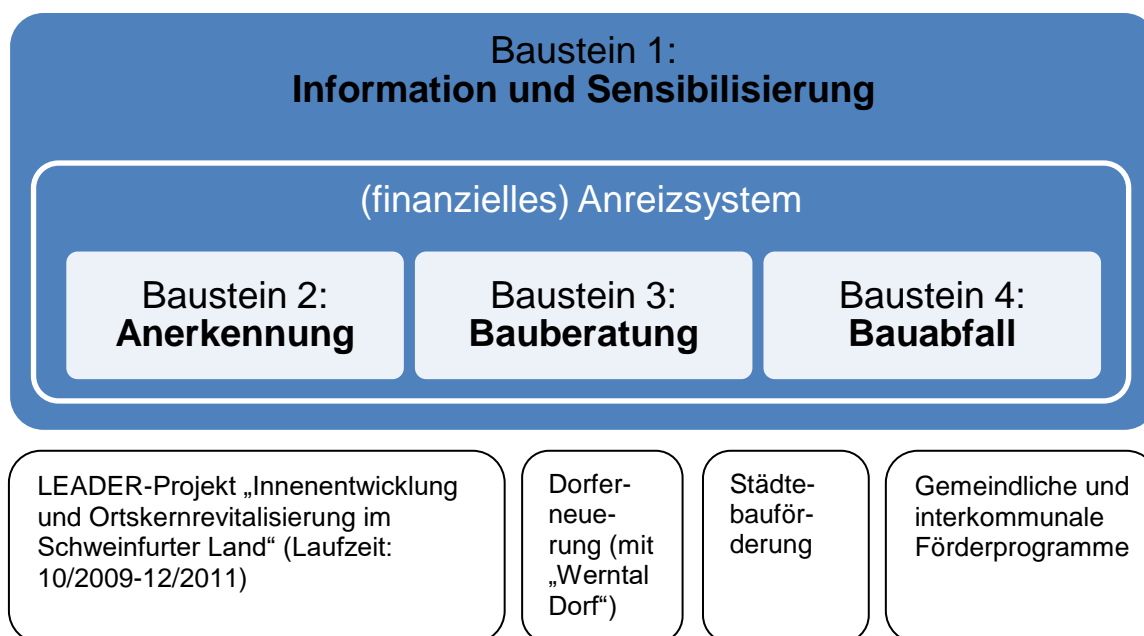 Baustein 1:
Information und Sensibilisierung
(finanzielles) Anreizsystem
Baustein 2:
Anerkennung
Baustein 3:
Bauberatung
Baustein 4:
Bauabfall
LEADER-Projekt „Innenentwicklung
und Ortskernrevitalisierung im
Schweinfurter Land“ (Laufzeit:
10/2009-12/2011)
Dorfer-
neue-
rung (mit
„Werntal
Dorf“)
Städte-
bauför-
derung
Gemeindliche und
interkommunale
Förderprogramme